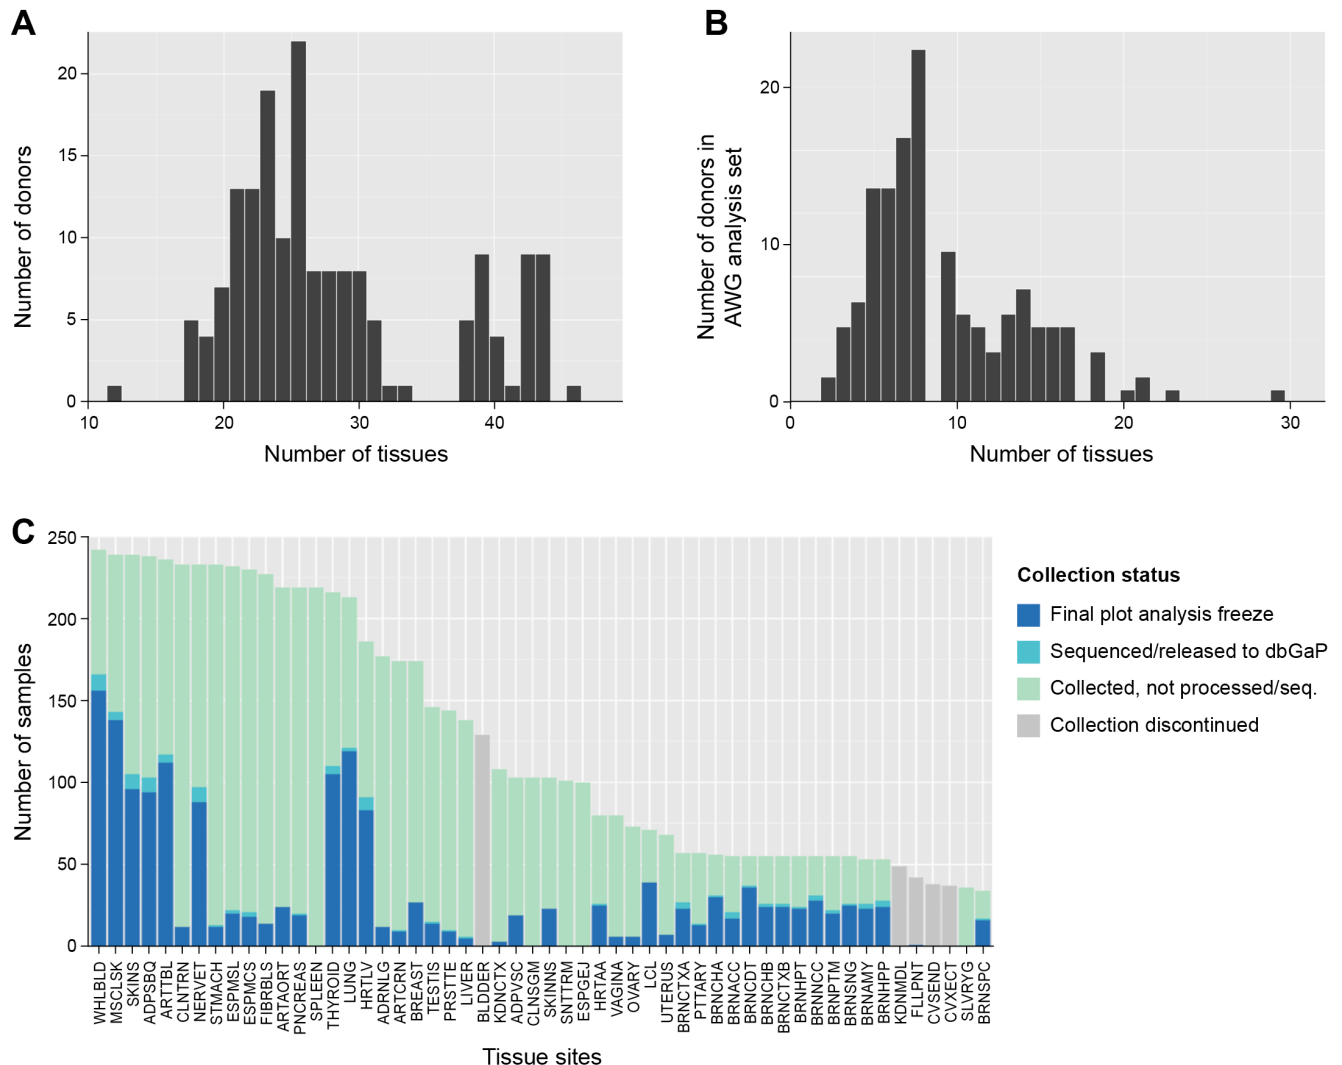 A
B
20
15
10
5
0
Number of donors
10
20
30
40
Number of tissues
20
10
0
Number of donors in
AWG analysis set
0
10
20
30
Number of tissues
C
250
200
150
100
50
0
Number of samples
WHLBLD
MSCLSK
SKINS
ADPSBQ
ARTTBL
CLNTRN
NERVET
STMACH
ESPMSL
ESPMCS
FIBRBLS
ARTAORT
PNCREAS
SPLEEN
THYROID
LUNG
HRTLV
ADRNLG
ARTCRN
BREAST
TESTIS
PRSTTE
LIVER
BLDDER
KDNCTX
ADPVSC
CLNSGM
SKINNS
SNTTRM
ESPGEJ
HRTAA
VAGINA
OVARY
LCL
UTERUS
BRNCTXA
PTTARY
BRNCHA
BRNACC
BRNCDT
BRNCHB
BRNCTXB
BRNHPT
BRNNCC
BRNPTM
BRNSNG
BRNAMY
BRNHPP
KDNMDL
FLLPNT
CVSEND
CVXECT
SLVRYG
BRNSPC
Tissue sites
Collection status
Final plot analysis freeze
Sequenced/released to dbGaP
Collected, not processed/seq.
Collection discontinued